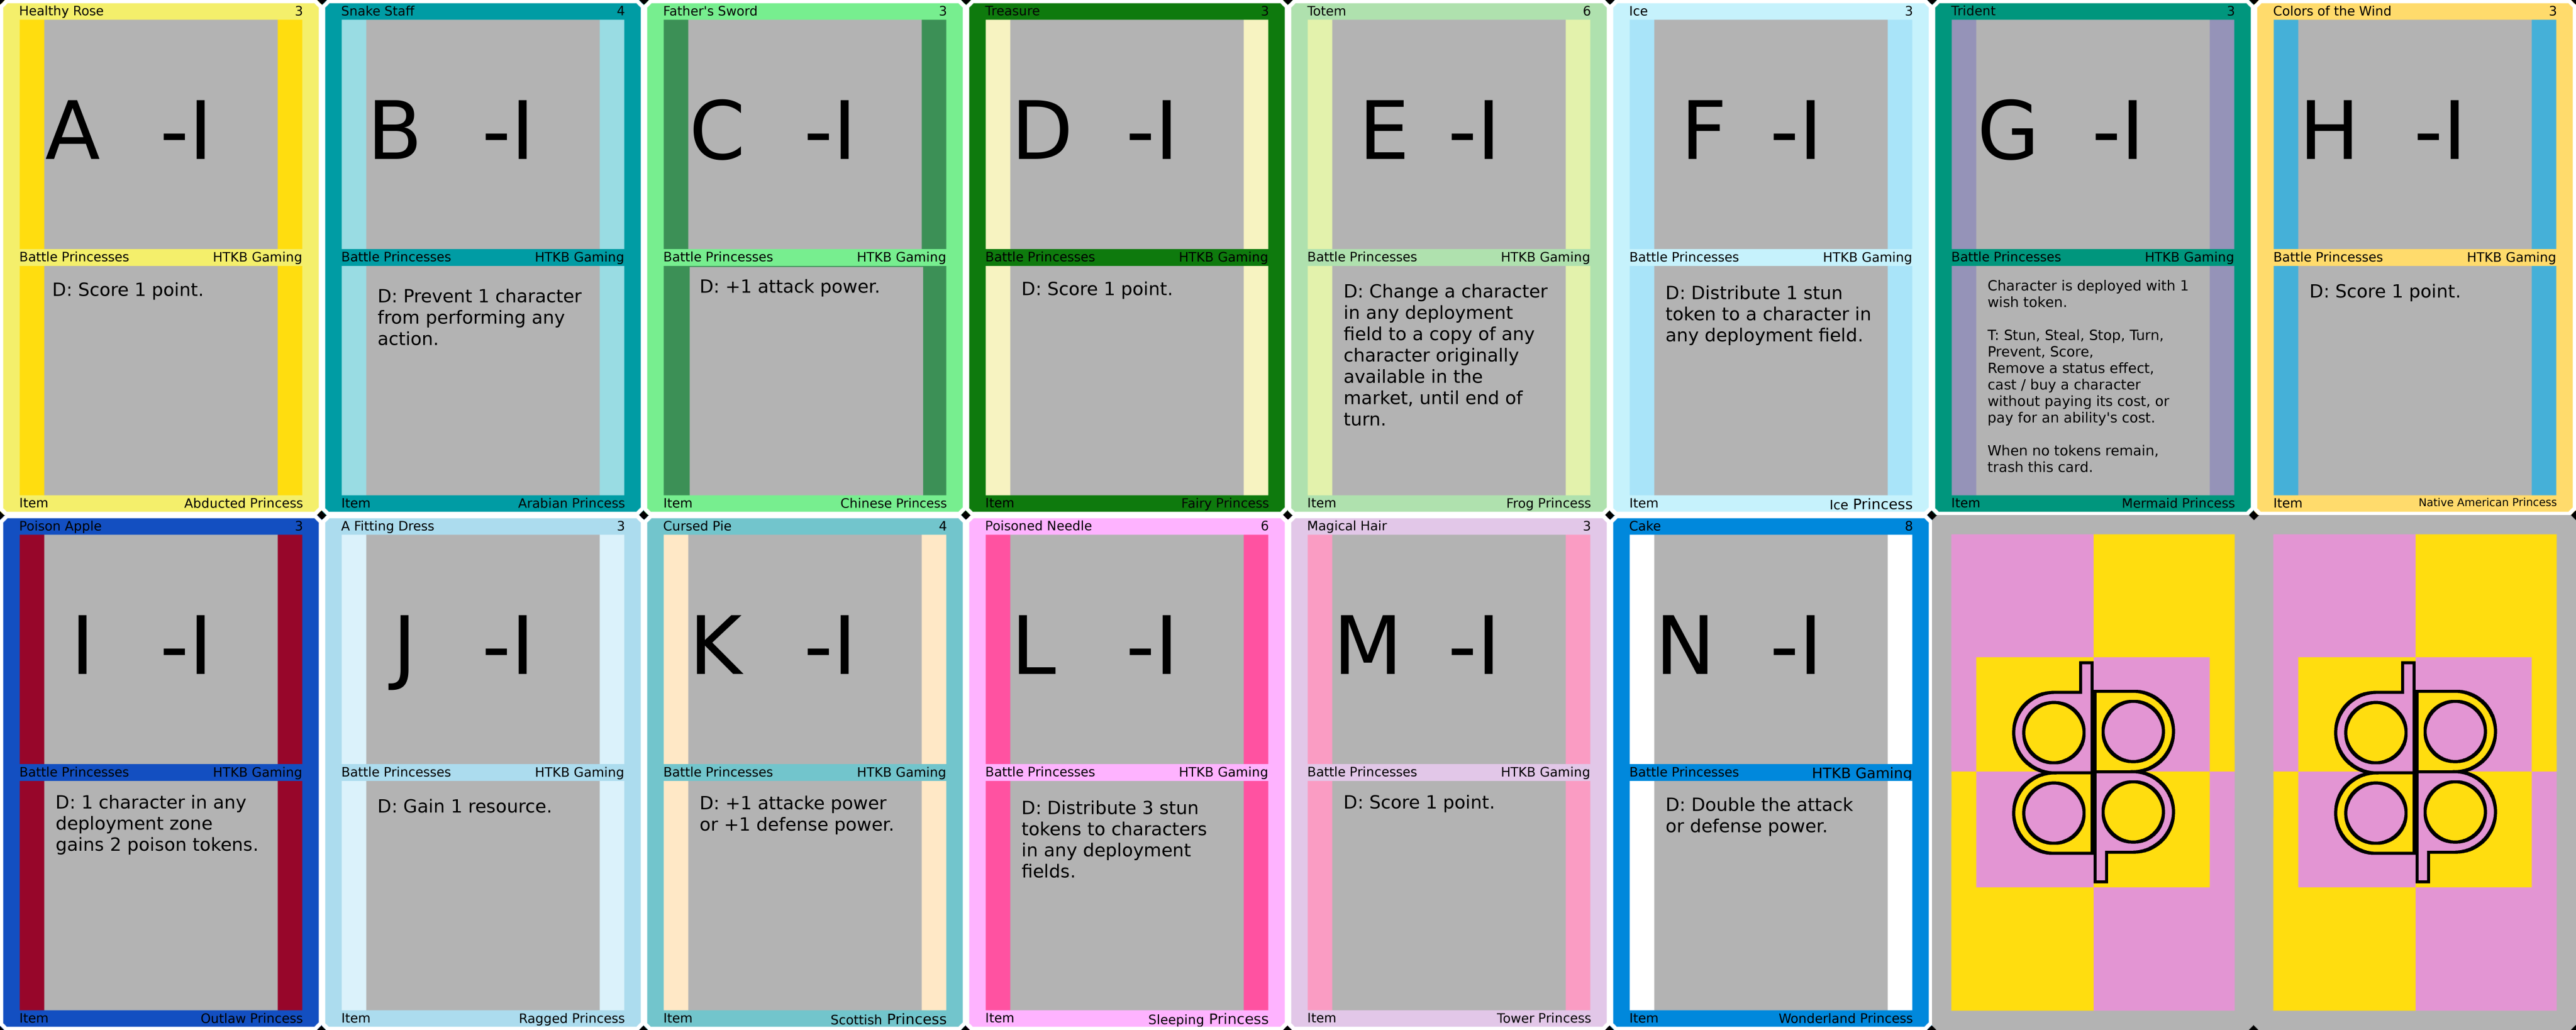 Healthy Rose 3
A -I
Battle Princesses HTKB Gaming
D: Score 1 point.
Item Abducted Princess
Snake Staff 4
B -I
Battle Princesses HTKB Gaming
D: Prevent 1 character
from performing any
action.
Item Arabian Princess
Father's Sword 3
C -I
Battle Princesses HTKB Gaming
D: +1 attack power.
Item Chinese Princess
Treasure 3
D -I
Battle Princesses HTKB Gaming
D: Score 1 point.
Item Fairy Princess
Totem 6
E -I
Battle Princesses HTKB Gaming
D: Change a character
in any deployment
field to a copy of any
character originally
available in the
market, until end of
turn.
Item Frog Princess
Ice 3
F -I
Battle Princesses HTKB Gaming
D: Distribute 1 stun
token to a character in
any deployment field.
Item Ice Princess
Trident 3
G -I
Battle Princesses HTKB Gaming
Character is deployed with 1
wish token.
T: Stun, Steal, Stop, Turn,
Prevent, Score,
Remove a status effect,
cast / buy a character
without paying its cost, or
pay for an ability's cost.
When no tokens remain,
trash this card.
Item Mermaid Princess
Colors of the Wind 3
H -I
Battle Princesses HTKB Gaming
D: Score 1 point.
Item Native American Princess
Poison Apple 3
I -I
Battle Princesses HTKB Gaming
D: 1 character in any
deployment zone
gains 2 poison tokens.
Item Outlaw Princess
A Fitting Dress 3
J -I
Battle Princesses HTKB Gaming
D: Gain 1 resource.
Item Ragged Princess
Cursed Pie 4
K -I
Battle Princesses HTKB Gaming
D: +1 attacke power
or +1 defense power.
Item Scottish Princess
Poisoned Needle 6
L -I
Battle Princesses HTKB Gaming
D: Distribute 3 stun
tokens to characters
in any deployment
fields.
Item Sleeping Princess
Magical Hair 3
M -I
Battle Princesses HTKB Gaming
D: Score 1 point.
Item Tower Princess
Cake 8
N -I
Battle Princesses HTKB Gaming
D: Double the attack
or defense power.
Item Wonderland Princess